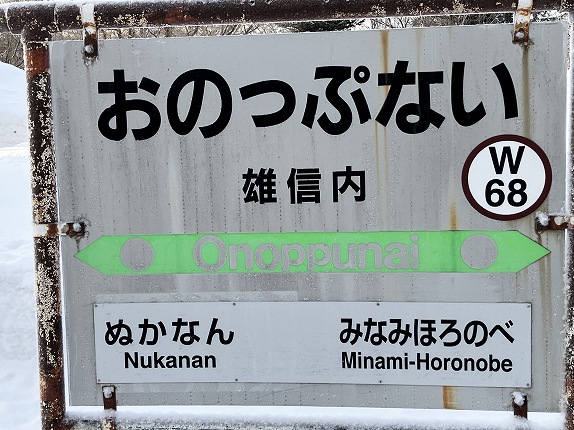 おのっぷない
雄信内
W
68
Onoppunai
ぬかなん
Nukanan
みなみほろのべ
Minami-Horonobe